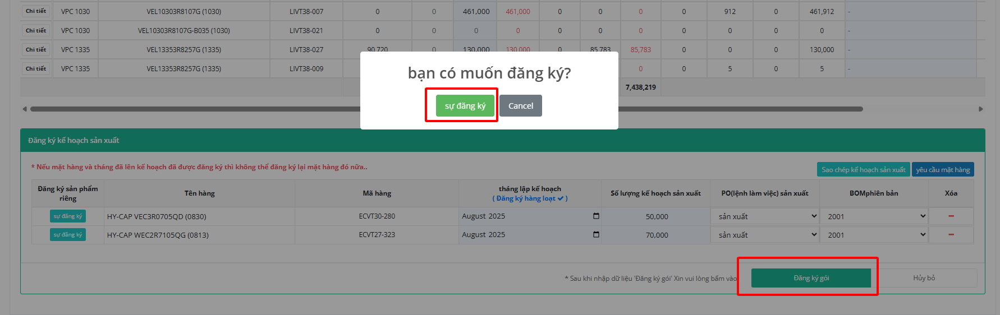 Chi tiết VPC 1030 VEL10303R8107G (1030) LIVT38-007 0 0 461,000 461,000 0 0 0 0 912 0 461,912 -
Chi tiết VPC 1030 VEL10303R8107G-B035 (1030) LIVT38-021 0 0 0 0 0 0 0 0 0 0 0 -
Chi tiết VPC 1335 VEL13353R8257G (1335) LIVT38-027 90,720 0 130,000 130,000 0 85,783 85,783 0 0 0 130,000 -
Chi tiết VPC 1335 VEL13353R8257G (1335) LIVT38-009 0 0 5 0 5 -
7,438,219
bạn có muốn đăng ký?
sự đăng ký Cancel
Đăng ký kế hoạch sản xuất
* Nếu mặt hàng và tháng đã lên kế hoạch đã được đăng ký thì không thể đăng ký lại mặt hàng đó nữa..
Sao chép kế hoạch sản xuất yêu cầu mặt hàng
Đăng ký sản phẩm riêng Tên hàng Mã hàng tháng lập kế hoạch ( Đăng ký hàng loạt ✔ ) Số lượng kế hoạch sản xuất PO(lệnh làm việc) sản xuất BOMphiên bản Xóa
sự đăng ký HY-CAP VEC3R0705QD (0830) ECVT30-280 August 2025 50,000 sản xuất 2001
sự đăng ký HY-CAP WEC2R7105QG (0813) ECVT27-323 August 2025 70,000 sản xuất 2001
* Sau khi nhập dữ liệu 'Đăng ký gói' Xin vui lòng bấm vào Đăng ký gói Hủy bỏ